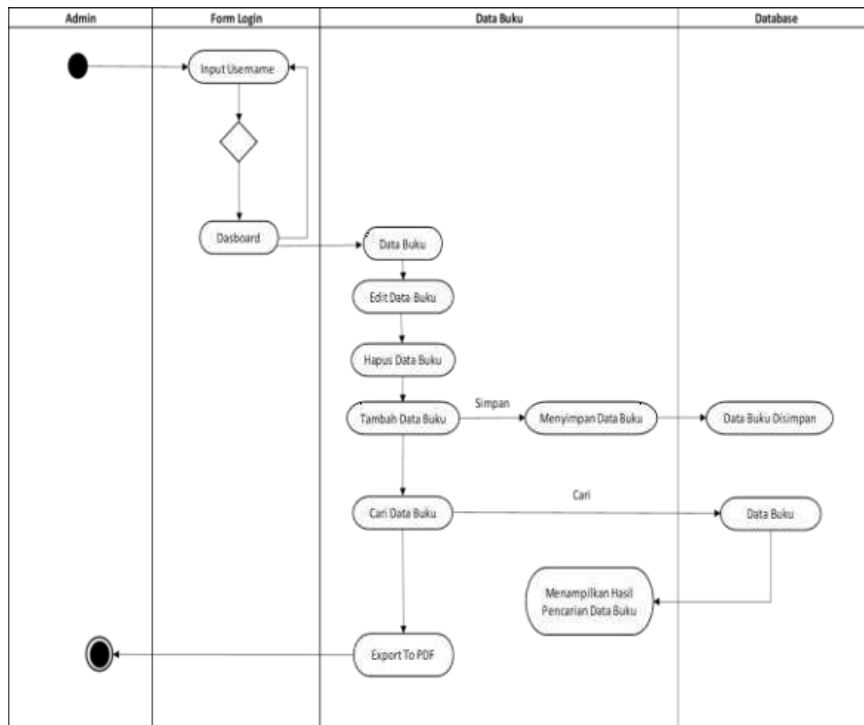 Admin
Form Login
Data Buku
Database
Input Username
Dasboard
Data Buku
Edit Data Buku
Hapus Data Buku
Tambah Data Buku
Simpan
Menyimpan Data Buku
Data Buku Disimpan
Cari Data Buku
Cari
Data Buku
Menampilkan Hasil
Pencarian Data Buku
Export To PDF